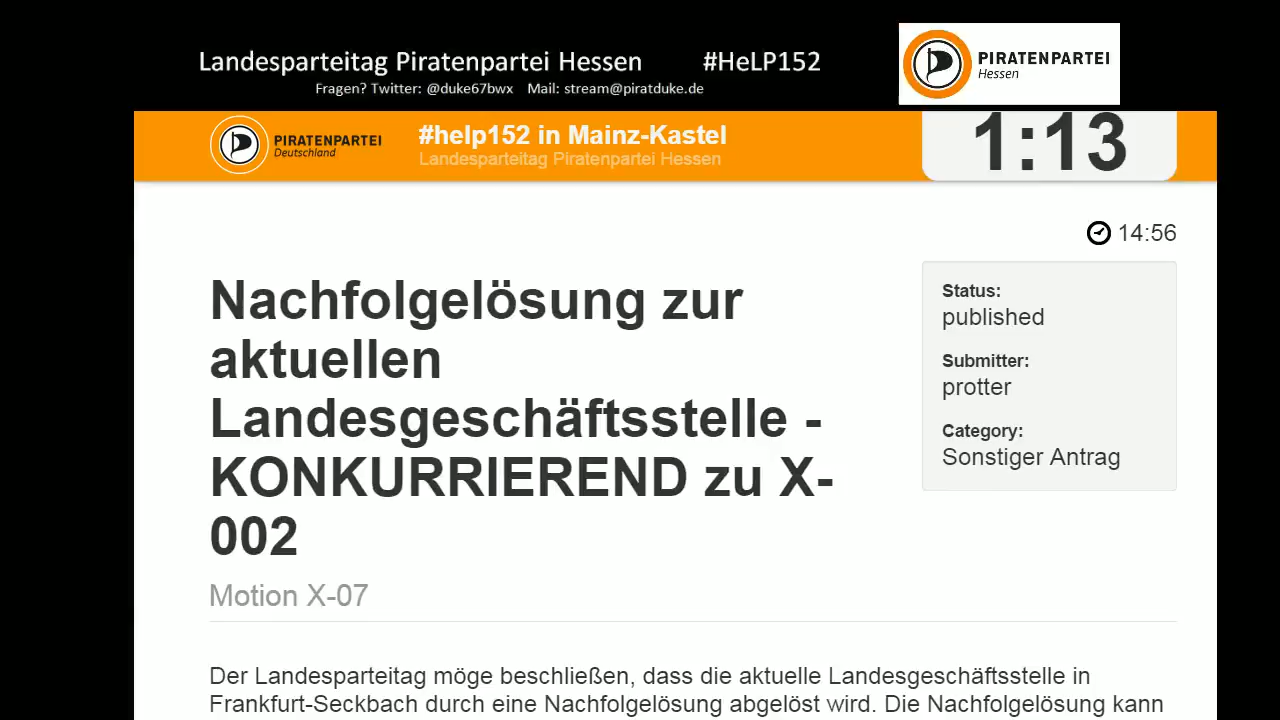 Landesparteitag Piratenpartei Hessen #HeLP152
Fragen? Twitter: @duke67bwx Mail: stream@piratduke.de
PIRATENPARTEI
Hessen
PIRATENPARTEI
Deutschland
#help152 in Mainz-Kastel
Landesparteitag Piratenpartei Hessen
1:13
14:56
Nachfolgelösung zur
aktuellen
Landesgeschäftsstelle -
KONKURRIEREND zu X-
002
Motion X-07
Status:
published
Submitter:
protter
Category:
Sonstiger Antrag
Der Landesparteitag möge beschließen, dass die aktuelle Landesgeschäftsstelle in
Frankfurt-Seckbach durch eine Nachfolgelösung abgelöst wird. Die Nachfolgelösung kann